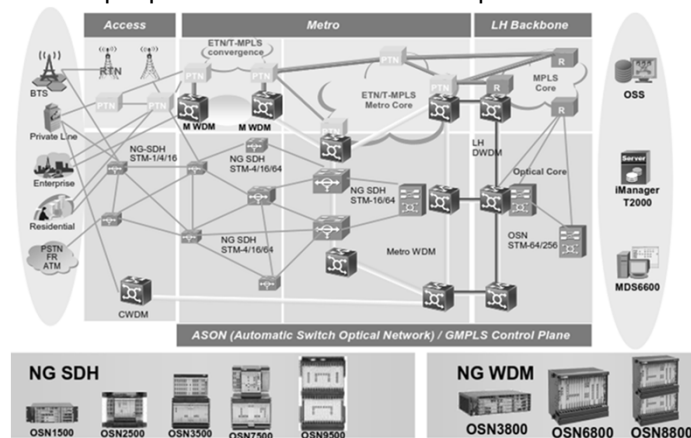 Access
Metro
LH Backbone
ETN/T-MPLS
convergence
RTN
PTN
PTN
PTN
R
BTS
PTN
PTN
ETN/T-MPLS
Metro Core
PTN
R
MPLS
Core
OSS
Private Line
M WDM
M WDM
PTN
R
NG-SDH
STM-1/4/16
NG SDH
STM-4/16/64
LH
DWDM
Optical Core
Enterprise
NG SDH
STM-16/64
Server
iManager
T2000
Residential
NG SDH
STM-4/16/64
Metro WDM
OSN
STM-64/256
PSTN
FR
ATM
MDS6600
CWDM
ASON (Automatic Switch Optical Network) / GMPLS Control Plane
NG SDH
OSN1500
OSN2500
OSN3500
OSN7500
OSN9500
NG WDM
OSN3800
OSN6800
OSN8800